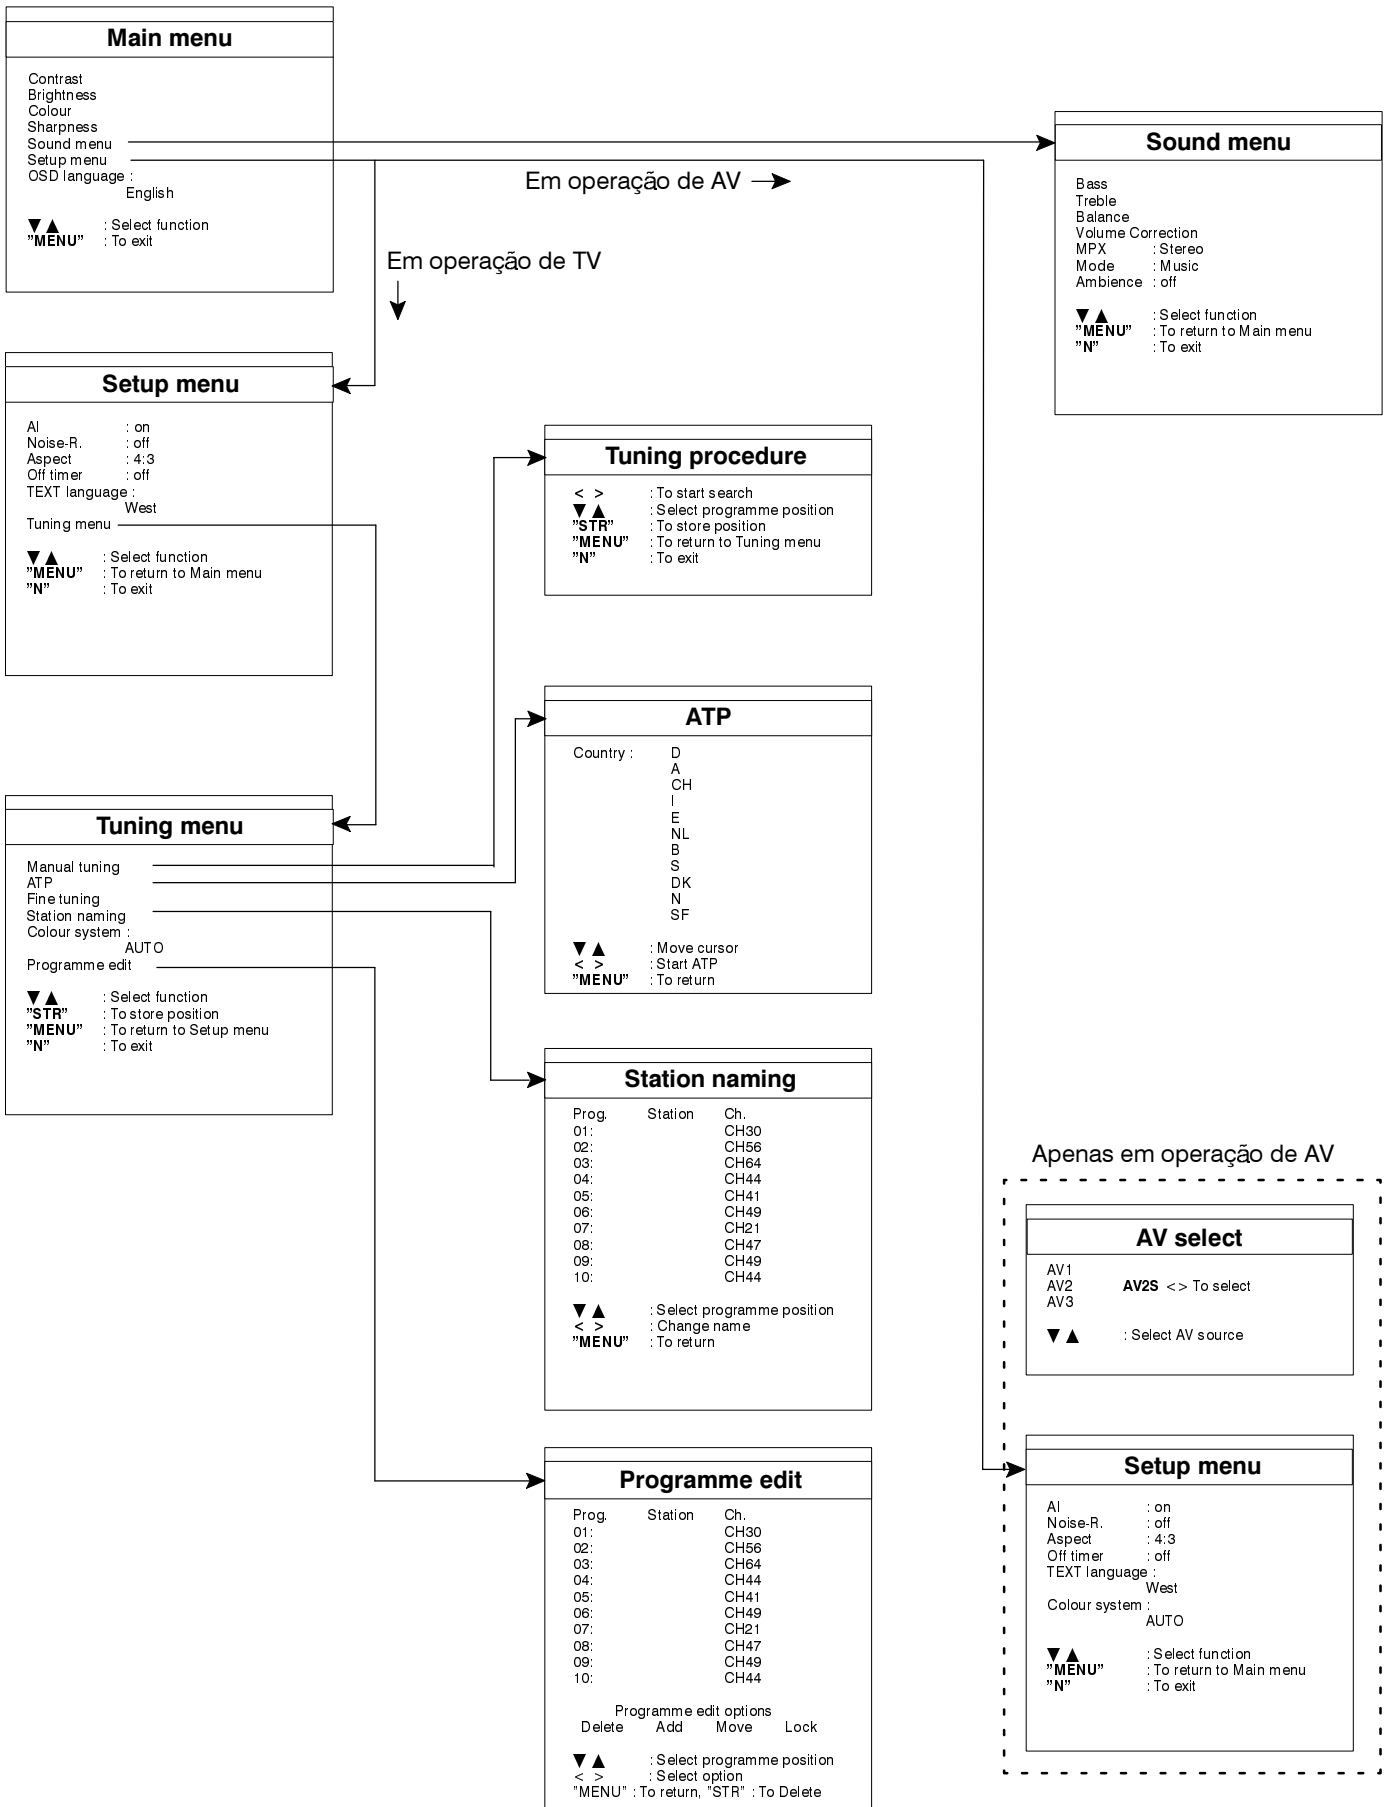 Main menu
Contrast
Brightness
Colour
Sharpness
Sound menu
Setup menu
OSD language :
English
▼▲ : Select function
"MENU" : To exit
Em operação de AV
Em operação de TV
Sound menu
Bass
Treble
Balance
Volume Correction
MPX : Stereo
Mode : Music
Ambience : off
▼▲ : Select function
"MENU" : To return to Main menu
"N" : To exit
Setup menu
AI : on
Noise-R. : off
Aspect : 4:3
Off timer : off
TEXT language :
West
Tuning menu
▼▲ : Select function
"MENU" : To return to Main menu
"N" : To exit
Tuning procedure
< > : To start search
▼▲ : Select programme position
"STR" : To store position
"MENU" : To return to Tuning menu
"N" : To exit
ATP
Country : D
A
CH
I
E
NL
B
S
DK
N
SF
▼▲ : Move cursor
< > : Start ATP
"MENU" : To return
Tuning menu
Manual tuning
ATP
Fine tuning
Station naming
Colour system :
AUTO
Programme edit
▼▲ : Select function
"STR" : To store position
"MENU" : To return to Setup menu
"N" : To exit
Station naming
Prog. Station Ch.
01: CH30
02: CH56
03: CH64
04: CH44
05: CH41
06: CH49
07: CH21
08: CH47
09: CH49
10: CH44
▼▲ : Select programme position
< > : Change name
"MENU" : To return
Programme edit
Prog. Station Ch.
01: CH30
02: CH56
03: CH64
04: CH44
05: CH41
06: CH49
07: CH21
08: CH47
09: CH49
10: CH44
Programme edit options
Delete Add Move Lock
▼▲ : Select programme position
< > : Select option
"MENU" : To return, "STR" : To Delete
Apenas em operação de AV
AV select
AV1
AV2 AV2S <> To select
AV3
▼▲ : Select AV source
Setup menu
AI : on
Noise-R. : off
Aspect : 4:3
Off timer : off
TEXT language :
West
Colour system :
AUTO
▼▲ : Select function
"MENU" : To return to Main menu
"N" : To exit